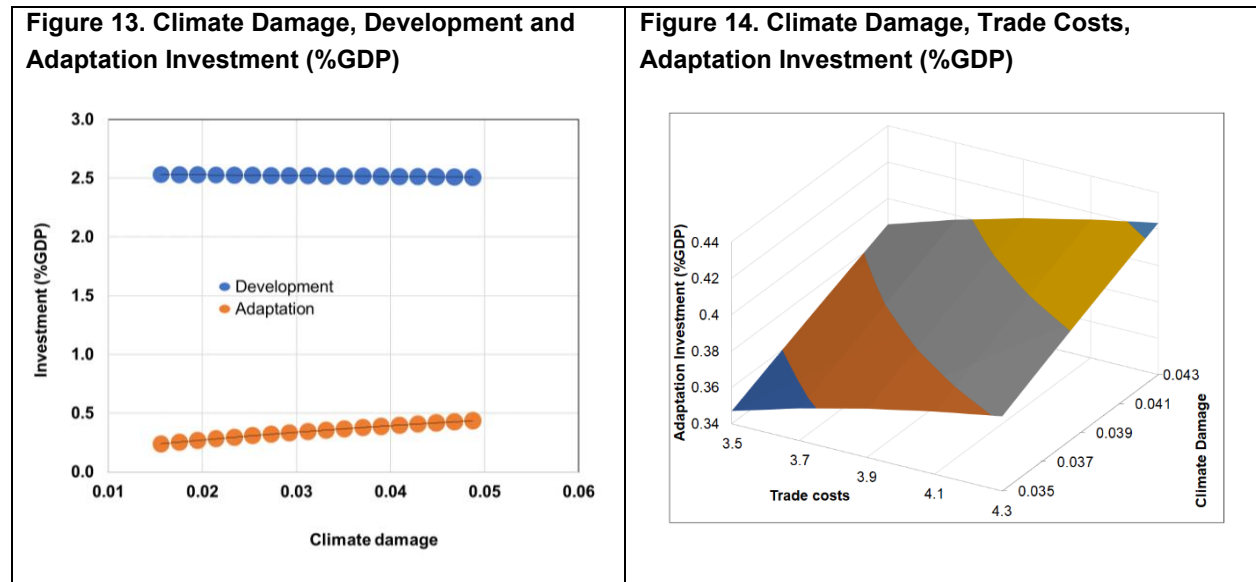 Figure 13. Climate Damage, Development and
Adaptation Investment (%GDP)
3.0
2.5
2.0
1.5
1.0
0.5
0.0
0.01
0.02
0.03
0.04
0.05
0.06
Investment (%GDP)
Development
Adaptation
Climate damage
Figure 14. Climate Damage, Trade Costs,
Adaptation Investment (%GDP)
0.44
0.42
0.4
0.38
0.36
0.34
Adaptation Investment (%GDP)
3.5
3.7
3.9
4.1
4.3
Trade costs
0.035
0.037
0.039
0.041
0.043
Climate Damage